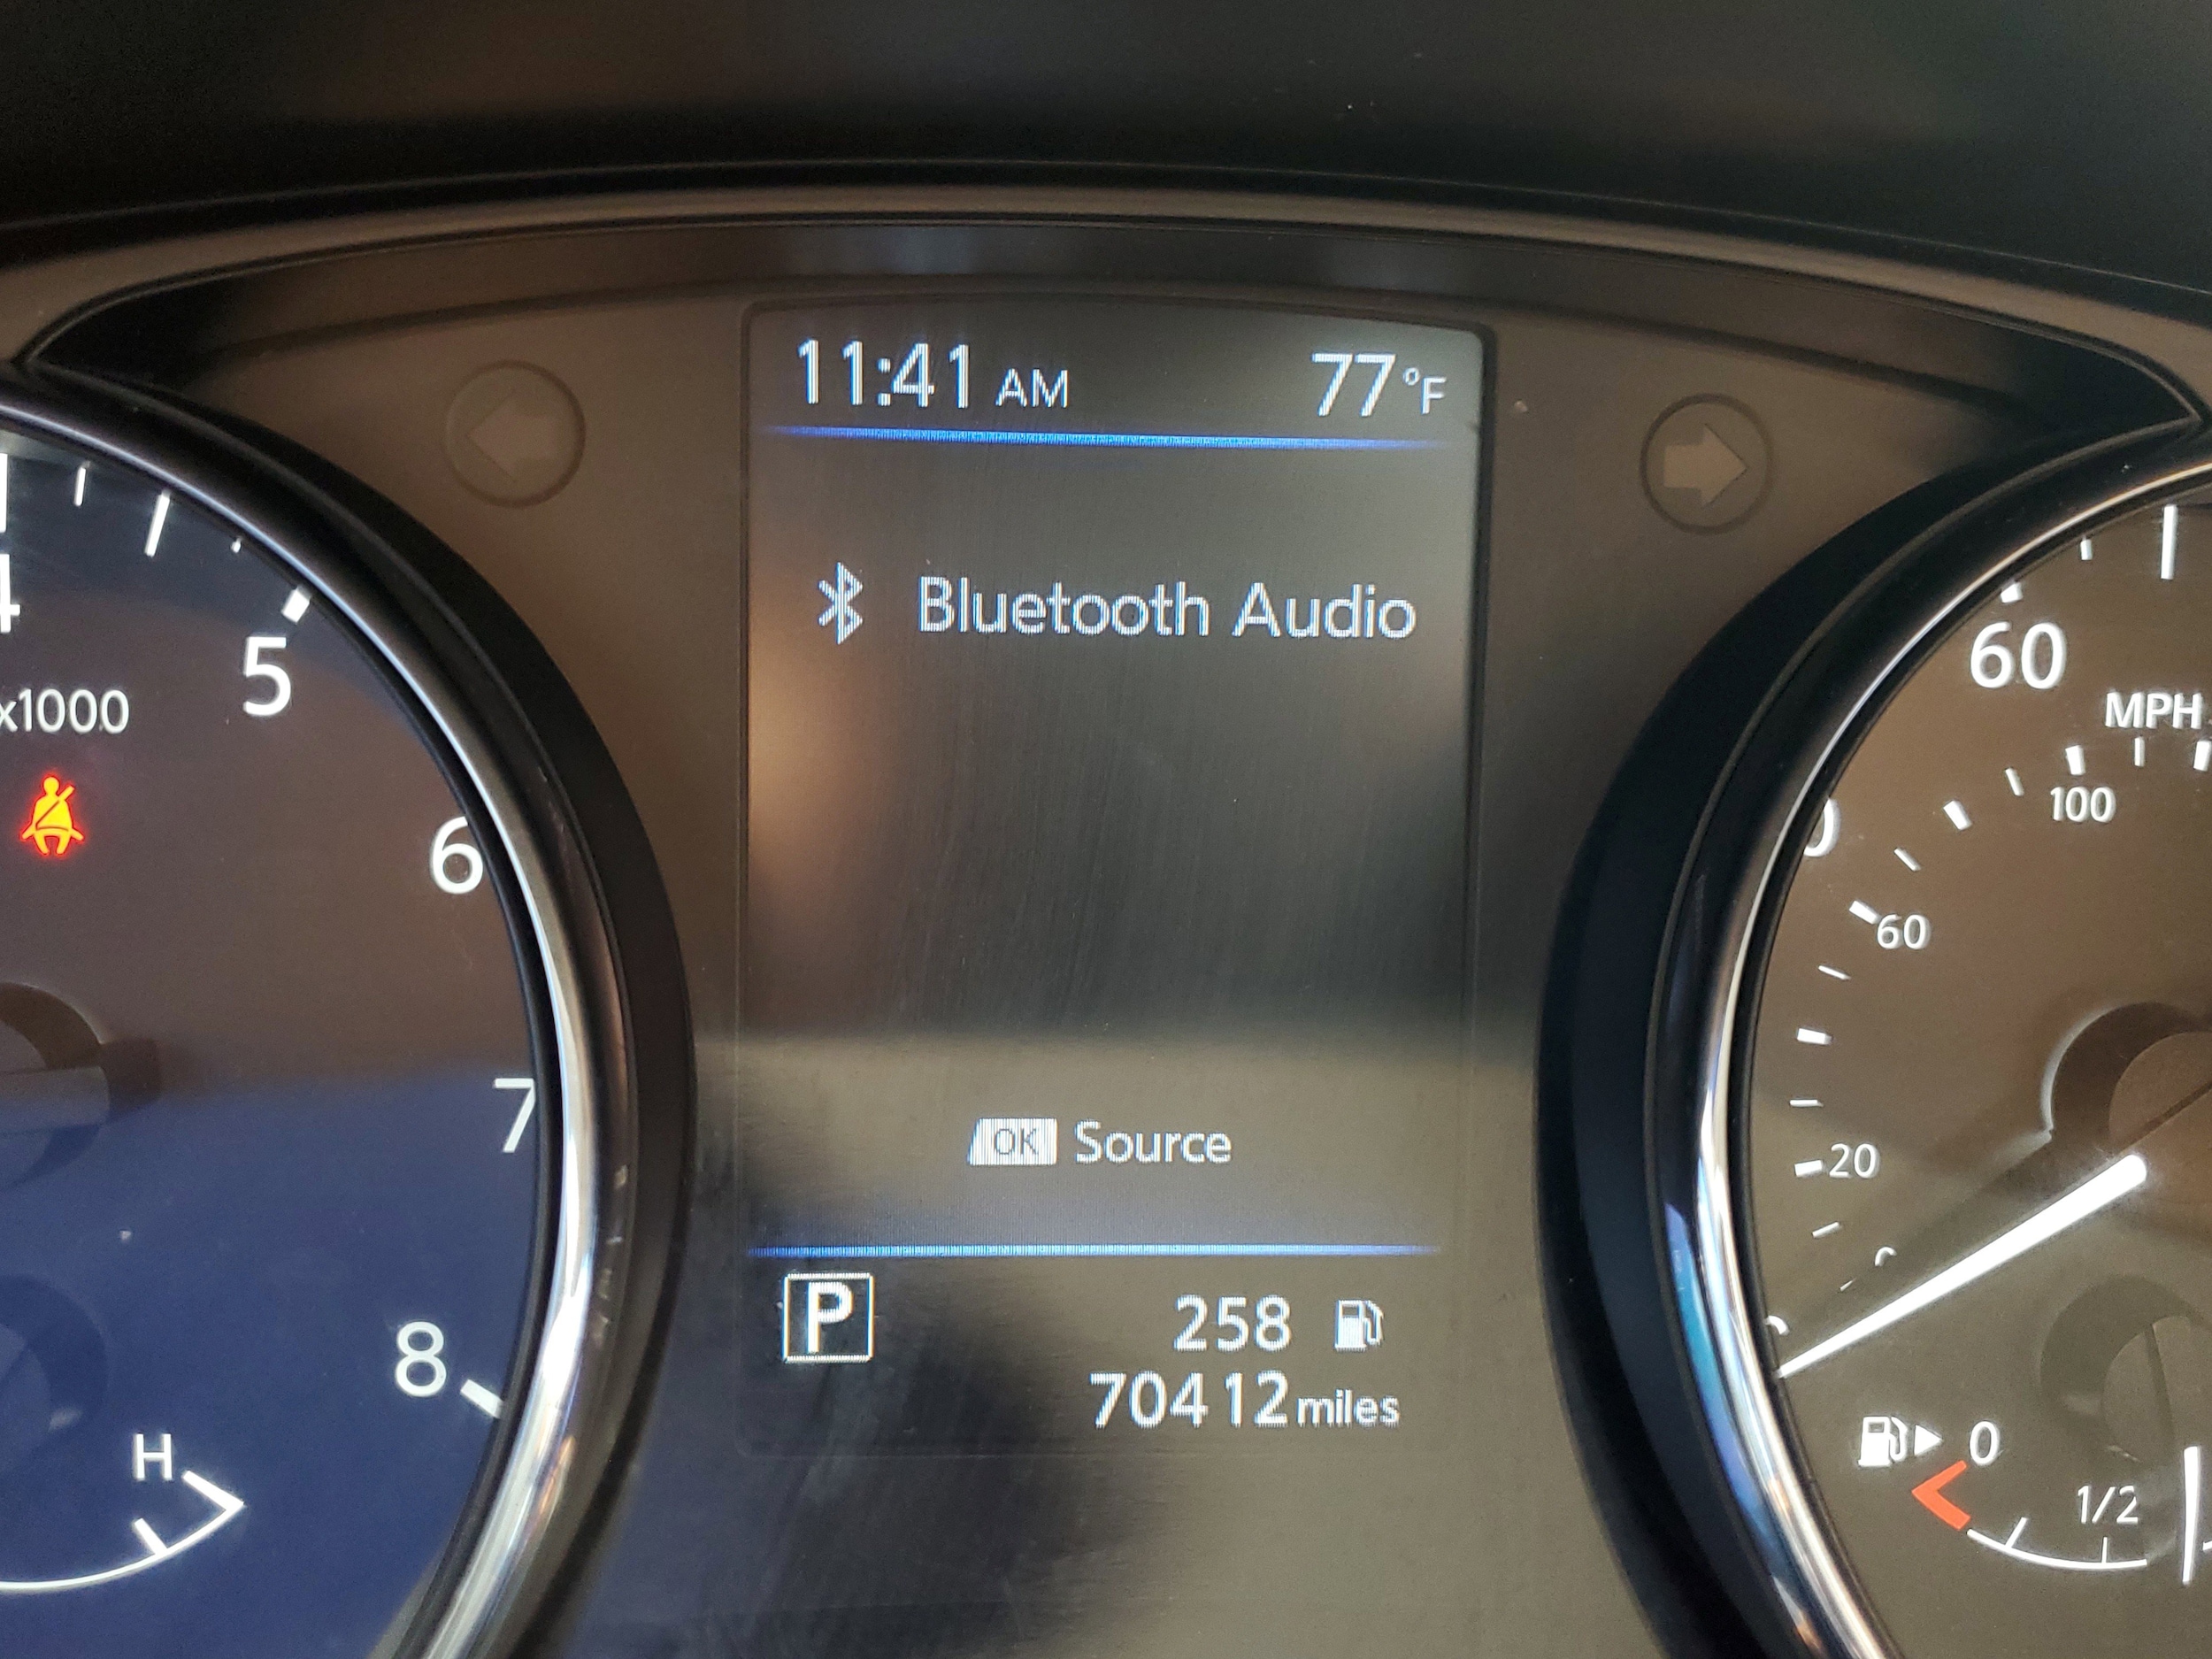 11:41 AM 77°F
Bluetooth Audio
OK Source
P 258
70412 miles
5
x1000
6
7
8
H
60
MPH
100
60
20
0
1/2